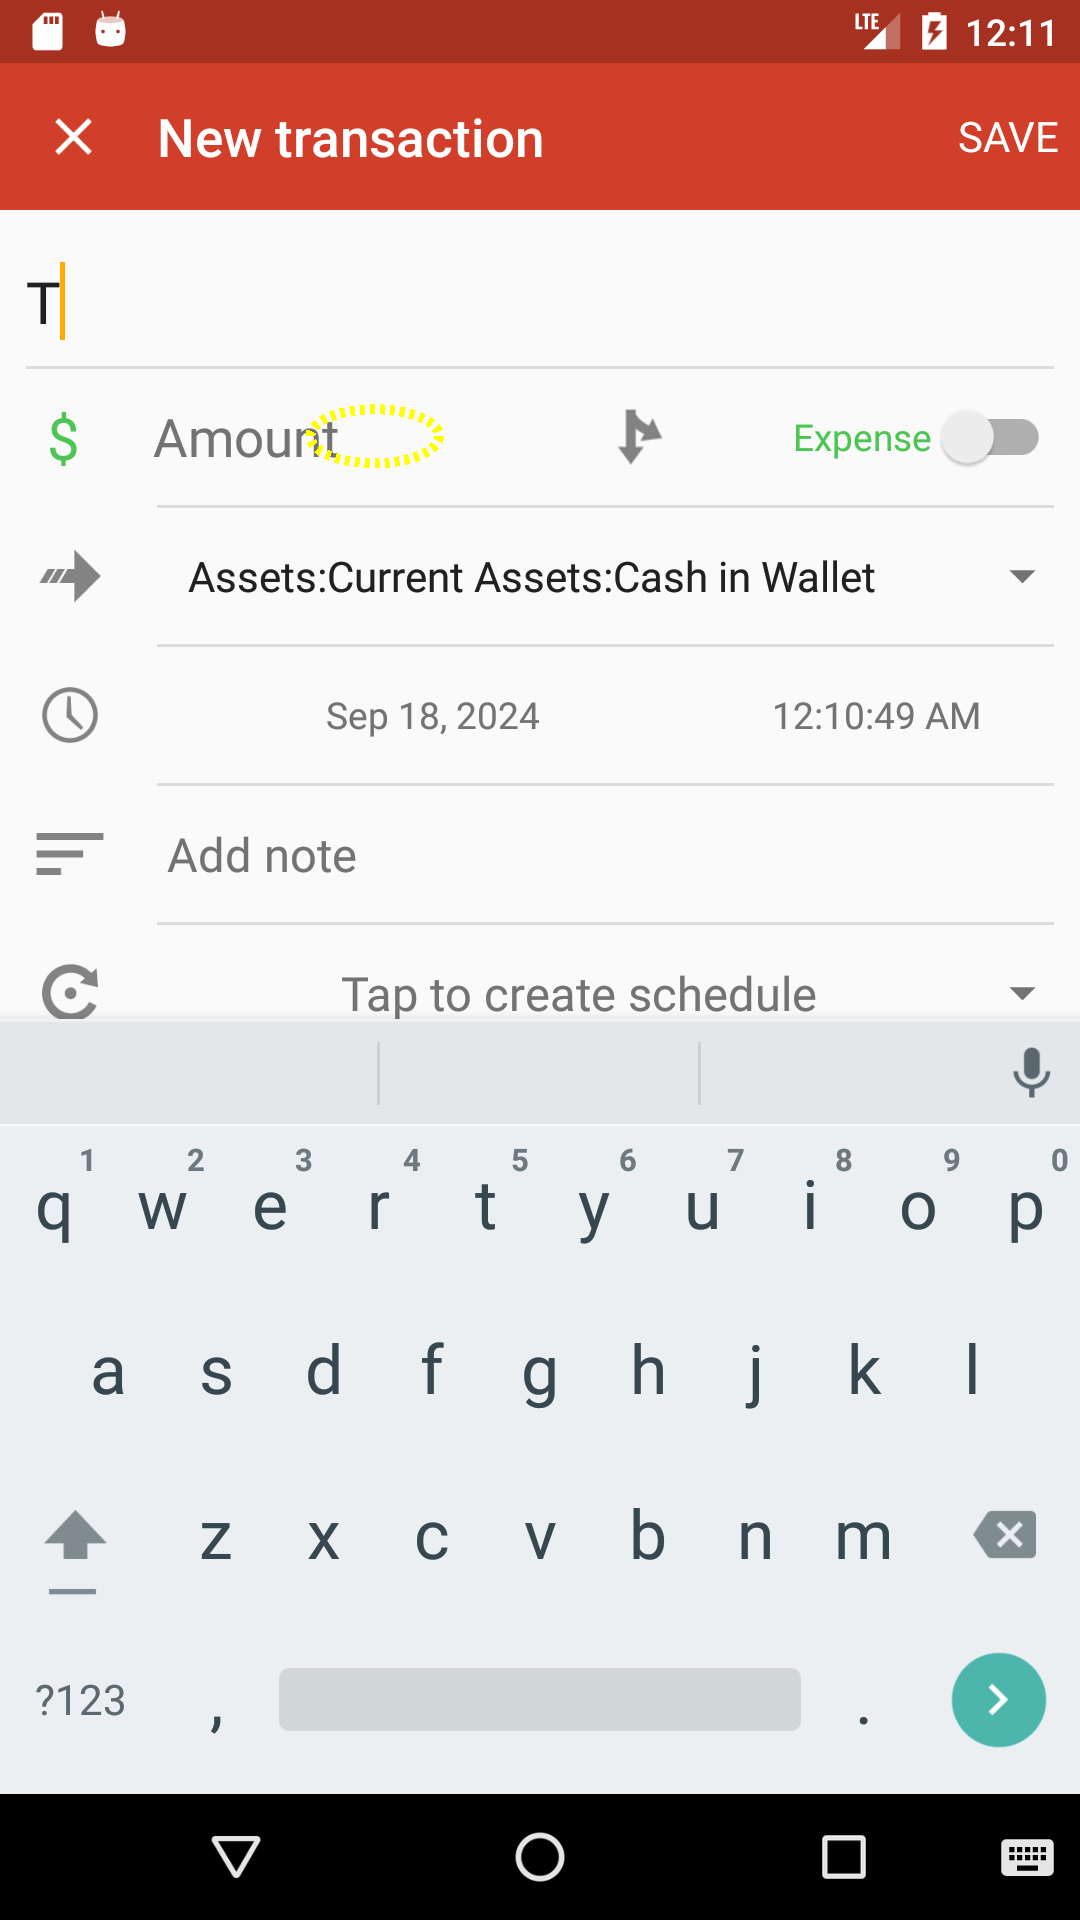 LTE 12:11
New transaction SAVE
T
$ Amount Expense
Assets:Current Assets:Cash in Wallet
Sep 18, 2024 12:10:49 AM
Add note
Tap to create schedule
1 2 3 4 5 6 7 8 9 0
q w e r t y u i o p
a s d f g h j k l
z x c v b n m
?123 , .